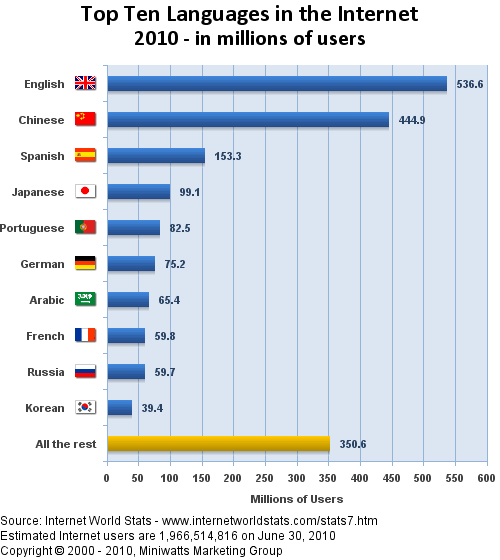 Top Ten Languages in the Internet
2010 - in millions of users
English 536.6
Chinese 444.9
Spanish 153.3
Japanese 99.1
Portuguese 82.5
German 75.2
Arabic 65.4
French 59.8
Russia 59.7
Korean 39.4
All the rest 350.6
0 50 100 150 200 250 300 350 400 450 500 550 600
Millions of Users
Source: Internet World Stats - www.internetworldstats.com/stats7.htm
Estimated Internet users are 1,966,514,816 on June 30, 2010
Copyright © 2000 - 2010, Miniwatts Marketing Group